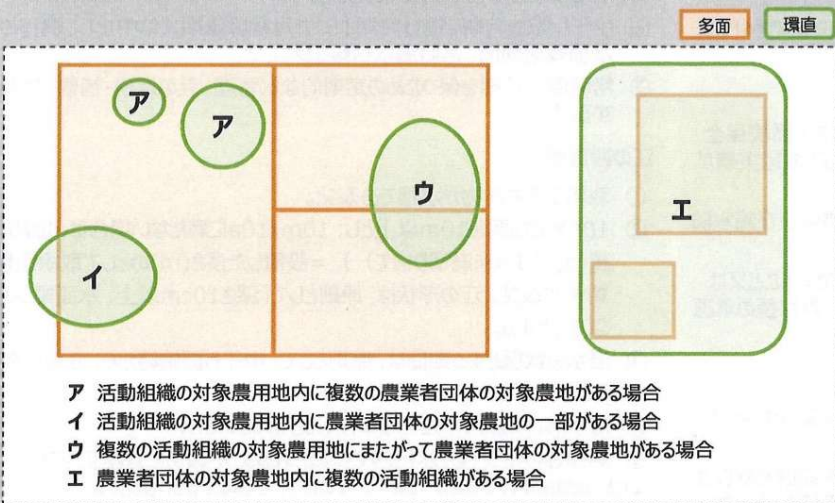 多面 環直
ア
ア
ウ
エ
イ
ア 活動組織の対象農用地内に複数の農業者団体の対象農地がある場合
イ 活動組織の対象農用地内に農業者団体の対象農地の一部がある場合
ウ 複数の活動組織の対象農用地にまたがって農業者団体の対象農地がある場合
エ 農業者団体の対象農地内に複数の活動組織がある場合